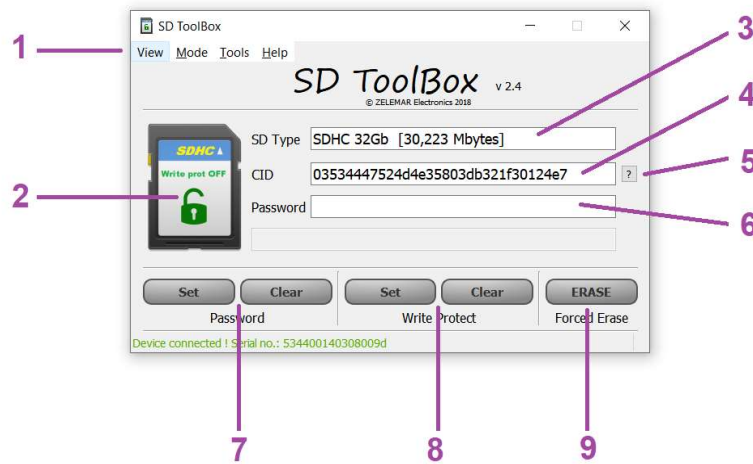 SD ToolBox
View Mode Tools Help
SD ToolBox v 2.4
© ZELEMAR Electronics 2018
SDHC
Write prot OFF
SD Type SDHC 32Gb [30,223 Mbytes]
CID 03534447524d4e35803db321f30124e7 ?
Password
Set Clear Set Clear ERASE
Password Write Protect Forced Erase
Device connected ! Serial no.: 534400140308009d
1
2
3
4
5
6
7
8
9